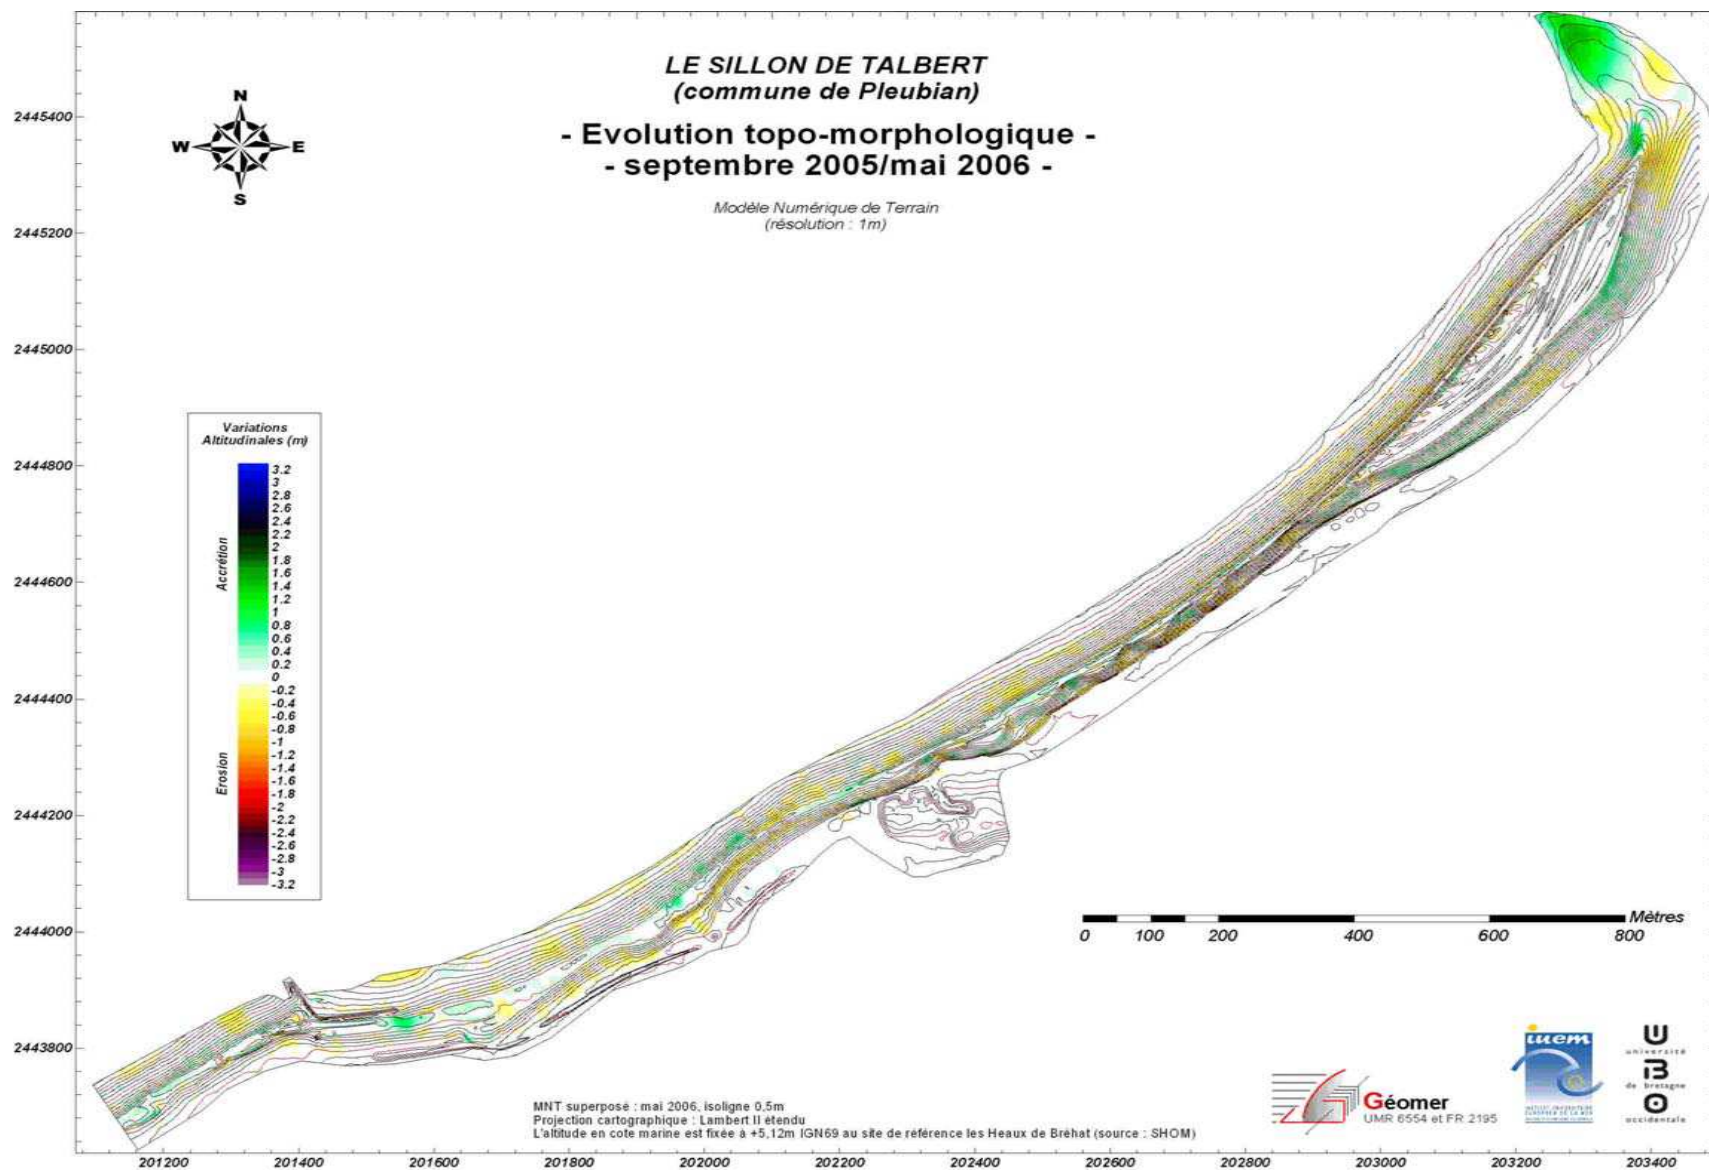 LE SILLON DE TALBERT
(commune de Pleubian)
- Evolution topo-morphologique -
- septembre 2005/mai 2006 -
Modèle Numérique de Terrain
(résolution : 1m)
N
W E
S
2445400
2445200
2445000
2444800
2444600
2444400
2444200
2444000
2443800
Variations
Altitudinales (m)
Accrétion
Erosion
3.2
3
2.8
2.6
2.4
2.2
2
1.8
1.6
1.4
1.2
1
0.8
0.6
0.4
0.2
0
-0.2
-0.4
-0.6
-0.8
-1
-1.2
-1.4
-1.6
-1.8
-2
-2.2
-2.4
-2.6
-2.8
-3
-3.2
Mètres
0 100 200 400 600 800
MNT superposé : mai 2006, isoligne 0,5m
Projection cartographique : Lambert II étendu
L'altitude en cote marine est fixée à +5,12m IGN69 au site de référence les Heaux de Bréhat (source : SHOM)
Géomer
UMR 6554 et FR 2195
iuem
INSTITUT UNIVERSITAIRE
EUROPEEN DE LA MER
U
université
B
de bretagne
O
occidentale
201200 201400 201600 201800 202000 202200 202400 202600 202800 203000 203200 203400